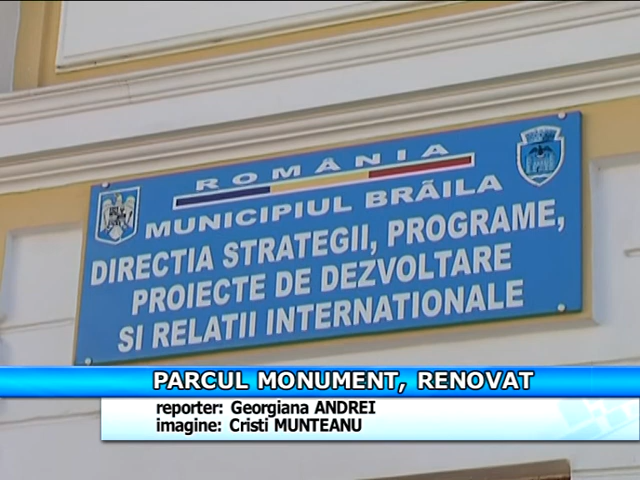 ROMÂNIA
MUNICIPIUL BRĂILA
DIRECTIA STRATEGII, PROGRAME,
PROIECTE DE DEZVOLTARE
SI RELATII INTERNATIONALE
PARCUL MONUMENT, RENOVAT
reporter: Georgiana ANDREI
imagine: Cristi MUNTEANU